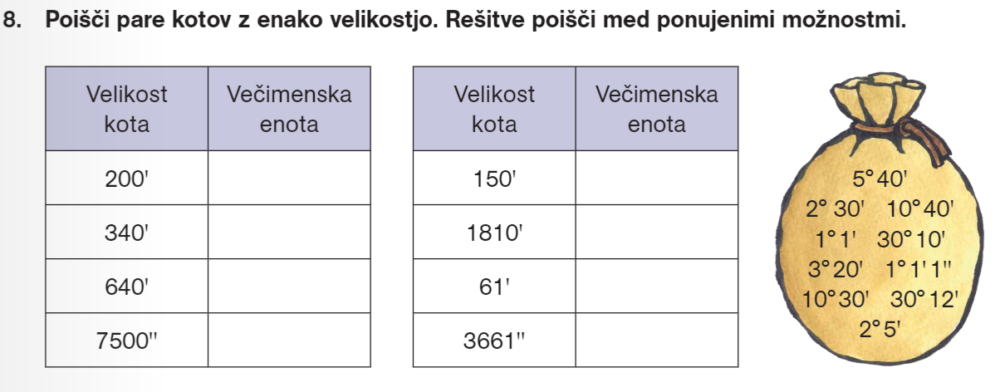 8. Poišči pare kotov z enako velikostjo. Rešitve poišči med ponujenimi možnostmi.
Velikost kota Večimenska enota
200'
340'
640'
7500"
Velikost kota Večimenska enota
150'
1810'
61'
3661"
5° 40'
2° 30' 10° 40'
1° 1' 30° 10'
3° 20' 1° 1' 1"
10° 30' 30° 12'
2° 5'